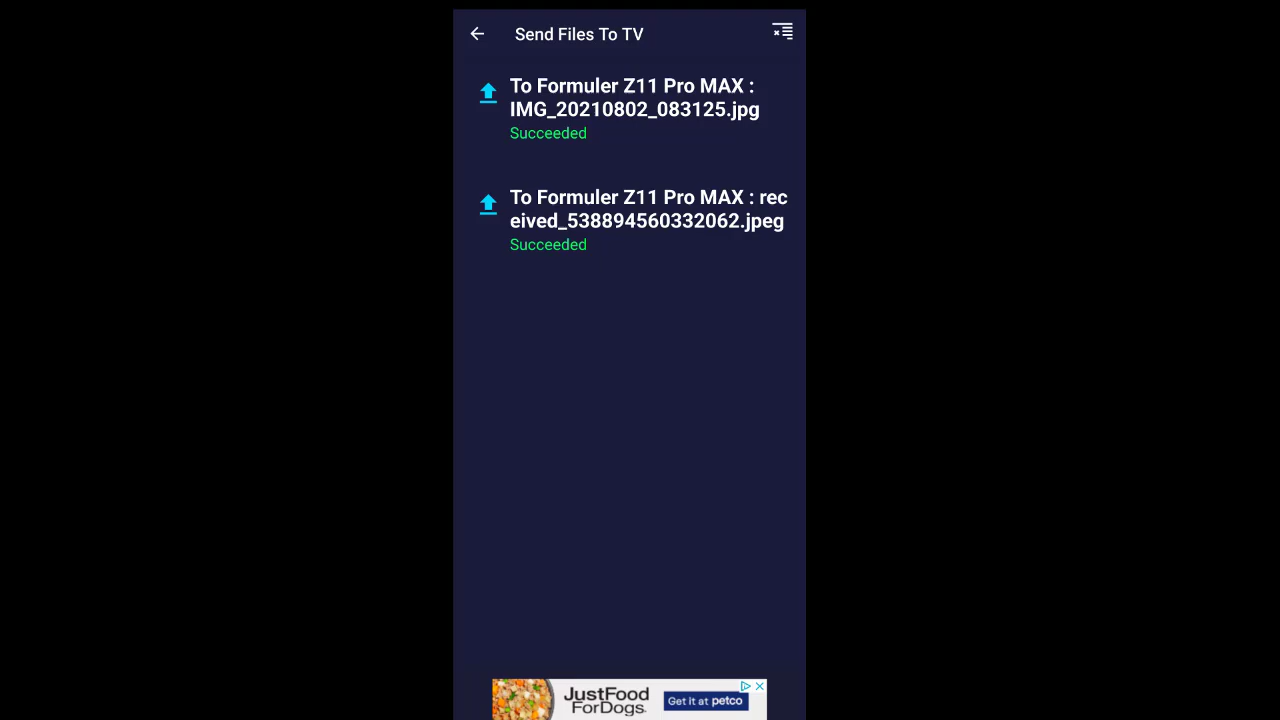 Send Files To TV
To Formuler Z11 Pro MAX :
IMG_20210802_083125.jpg
Succeeded
To Formuler Z11 Pro MAX : rec
eived_538894560332062.jpeg
Succeeded
JustFood
ForDogs.
Get it at petco